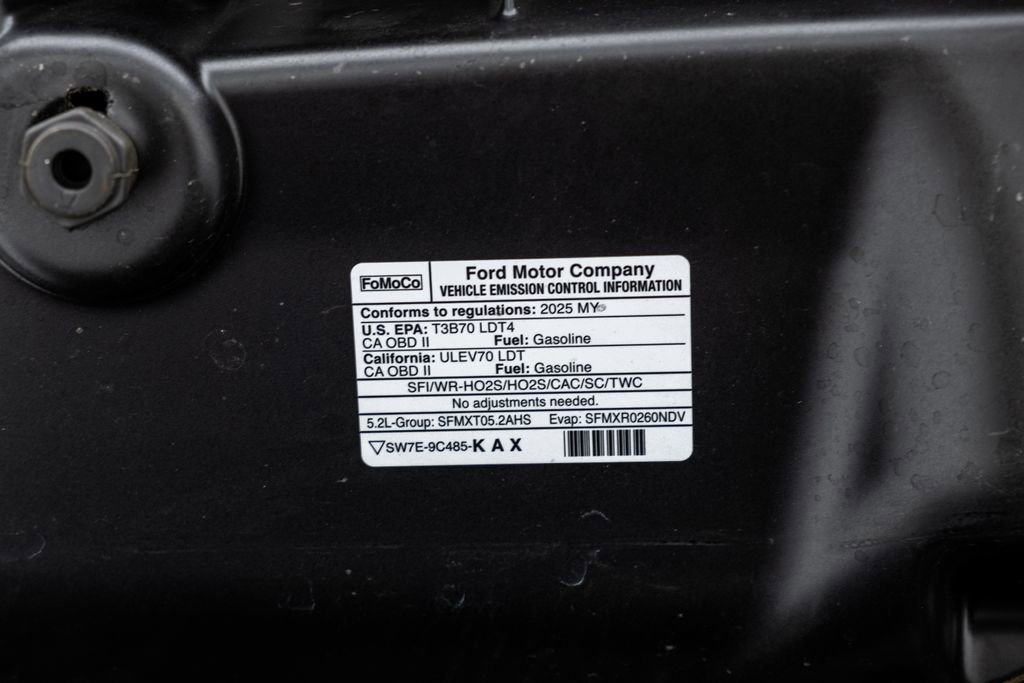 FoMoCo
Ford Motor Company
VEHICLE EMISSION CONTROL INFORMATION
Conforms to regulations: 2025 MY
U.S. EPA: T3B70 LDT4
CA OBD II Fuel: Gasoline
California: ULEV70 LDT
CA OBD II Fuel: Gasoline
SFI/WR-HO2S/HO2S/CAC/SC/TWC
No adjustments needed.
5.2L-Group: SFMXT05.2AHS Evap: SFMXR0260NDV
SW7E-9C485-K A X